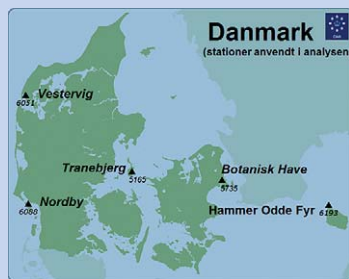 Danmark
(stationer anvendt i analysen
Vestervig
6051
Tranebjerg
5165
Botanisk Have
5735
Nordby
6088
Hammer Odde Fyr
6193